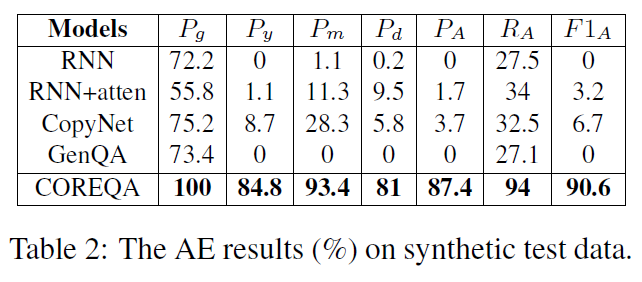 Models P_g P_y P_m P_d P_A R_A F1_A
RNN 72.2 0 1.1 0.2 0 27.5 0
RNN+atten 55.8 1.1 11.3 9.5 1.7 34 3.2
CopyNet 75.2 8.7 28.3 5.8 3.7 32.5 6.7
GenQA 73.4 0 0 0 0 27.1 0
COREQA 100 84.8 93.4 81 87.4 94 90.6
Table 2: The AE results (%) on synthetic test data.